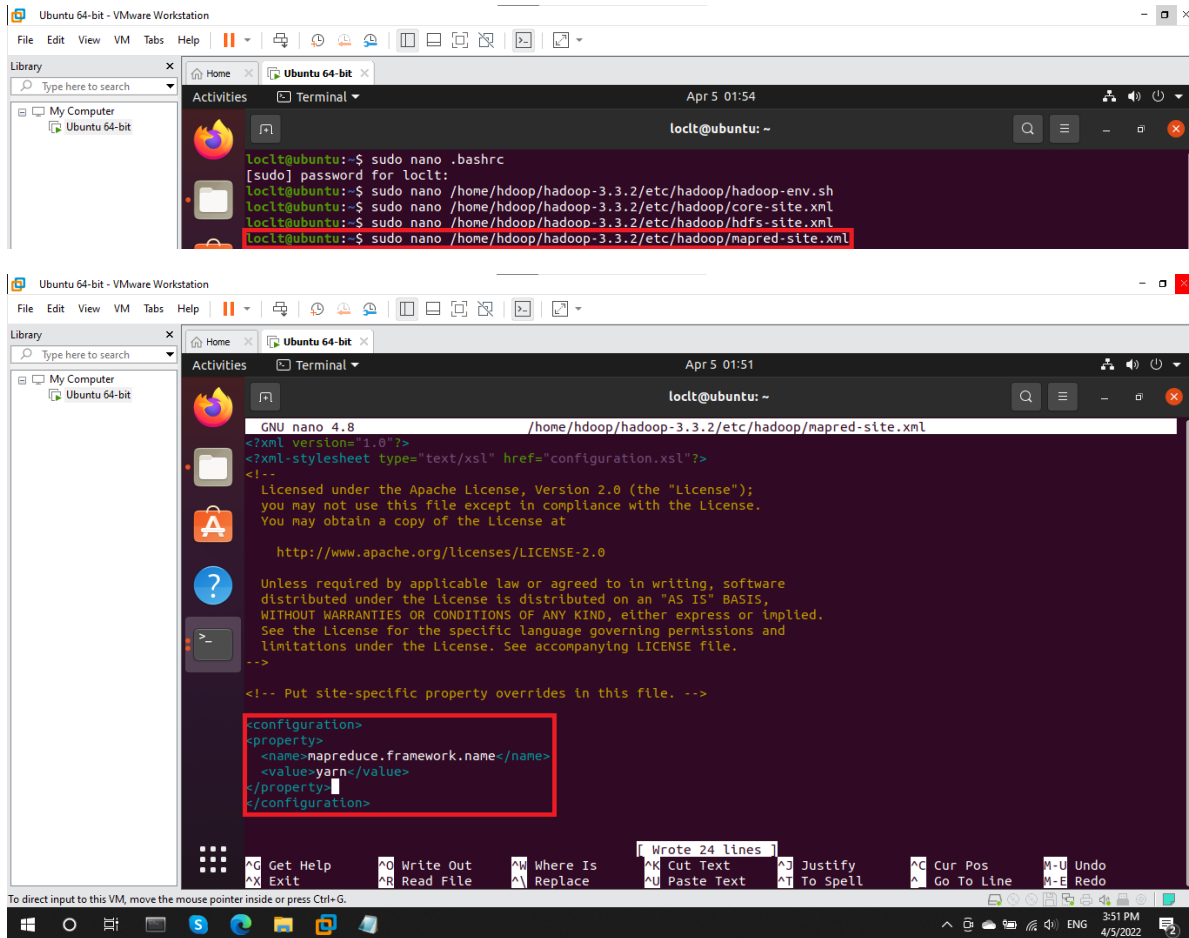 Ubuntu 64-bit - VMware Workstation
File Edit View VM Tabs Help
Library
Type here to search
My Computer
Ubuntu 64-bit
Home
Ubuntu 64-bit
Activities Terminal Apr 5 01:54
loclt@ubuntu: ~
loclt@ubuntu:~$ sudo nano .bashrc
[sudo] password for loclt:
loclt@ubuntu:~$ sudo nano /home/hdoop/hadoop-3.3.2/etc/hadoop/hadoop-env.sh
loclt@ubuntu:~$ sudo nano /home/hdoop/hadoop-3.3.2/etc/hadoop/core-site.xml
loclt@ubuntu:~$ sudo nano /home/hdoop/hadoop-3.3.2/etc/hadoop/hdfs-site.xml
loclt@ubuntu:~$ sudo nano /home/hdoop/hadoop-3.3.2/etc/hadoop/mapred-site.xml
Ubuntu 64-bit - VMware Workstation
File Edit View VM Tabs Help
Library
Type here to search
My Computer
Ubuntu 64-bit
Home
Ubuntu 64-bit
Activities Terminal Apr 5 01:51
loclt@ubuntu: ~
GNU nano 4.8 /home/hdoop/hadoop-3.3.2/etc/hadoop/mapred-site.xml
<?xml version="1.0"?>
<?xml-stylesheet type="text/xsl" href="configuration.xsl"?>
<!--
Licensed under the Apache License, Version 2.0 (the "License");
you may not use this file except in compliance with the License.
You may obtain a copy of the License at
http://www.apache.org/licenses/LICENSE-2.0
Unless required by applicable law or agreed to in writing, software
distributed under the License is distributed on an "AS IS" BASIS,
WITHOUT WARRANTIES OR CONDITIONS OF ANY KIND, either express or implied.
See the License for the specific language governing permissions and
limitations under the License. See accompanying LICENSE file.
-->
<!-- Put site-specific property overrides in this file. -->
<configuration>
<property>
<name>mapreduce.framework.name</name>
<value>yarn</value>
</property>
</configuration>
[ Wrote 24 lines ]
^G Get Help ^O Write Out ^W Where Is ^K Cut Text ^J Justify ^C Cur Pos M-U Undo
^X Exit ^R Read File ^\ Replace ^U Paste Text ^T To Spell ^_ Go To Line M-E Redo
To direct input to this VM, move the mouse pointer inside or press Ctrl+G.
ENG
3:51 PM
4/5/2022